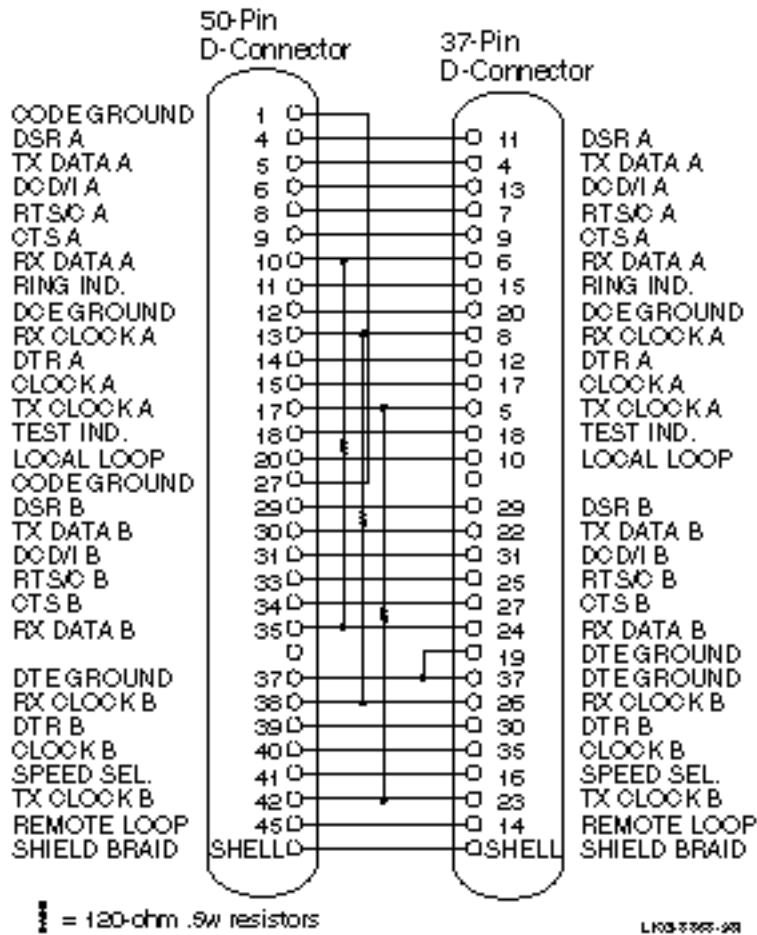 50-Pin
D-Connector
37-Pin
D-Connector
CODE GROUND 1
DSR A 4 11 DSR A
TX DATA A 5 4 TX DATA A
DCD/I A 6 13 DCD/I A
RTS/C A 8 7 RTS/C A
CTS A 9 9 CTS A
RX DATA A 10 6 RX DATA A
RING IND. 11 15 RING IND.
DCE GROUND 12 20 DCE GROUND
RX CLOCK A 13 8 RX CLOCK A
DTR A 14 12 DTR A
CLOCK A 15 17 CLOCK A
TX CLOCK A 17 5 TX CLOCK A
TEST IND. 18 18 TEST IND.
LOCAL LOOP 20 10 LOCAL LOOP
CODE GROUND 27
DSR B 29 29 DSR B
TX DATA B 30 22 TX DATA B
DCD/I B 31 31 DCD/I B
RTS/C B 33 25 RTS/C B
CTS B 34 27 CTS B
RX DATA B 35 24 RX DATA B
19 DTE GROUND
DTE GROUND 37 37 DTE GROUND
RX CLOCK B 38 26 RX CLOCK B
DTR B 39 30 DTR B
CLOCK B 40 35 CLOCK B
SPEED SEL. 41 16 SPEED SEL.
TX CLOCK B 42 23 TX CLOCK B
REMOTE LOOP 45 14 REMOTE LOOP
SHIELD BRAID SHELL SHELL SHIELD BRAID
= 120-ohm .5w resistors